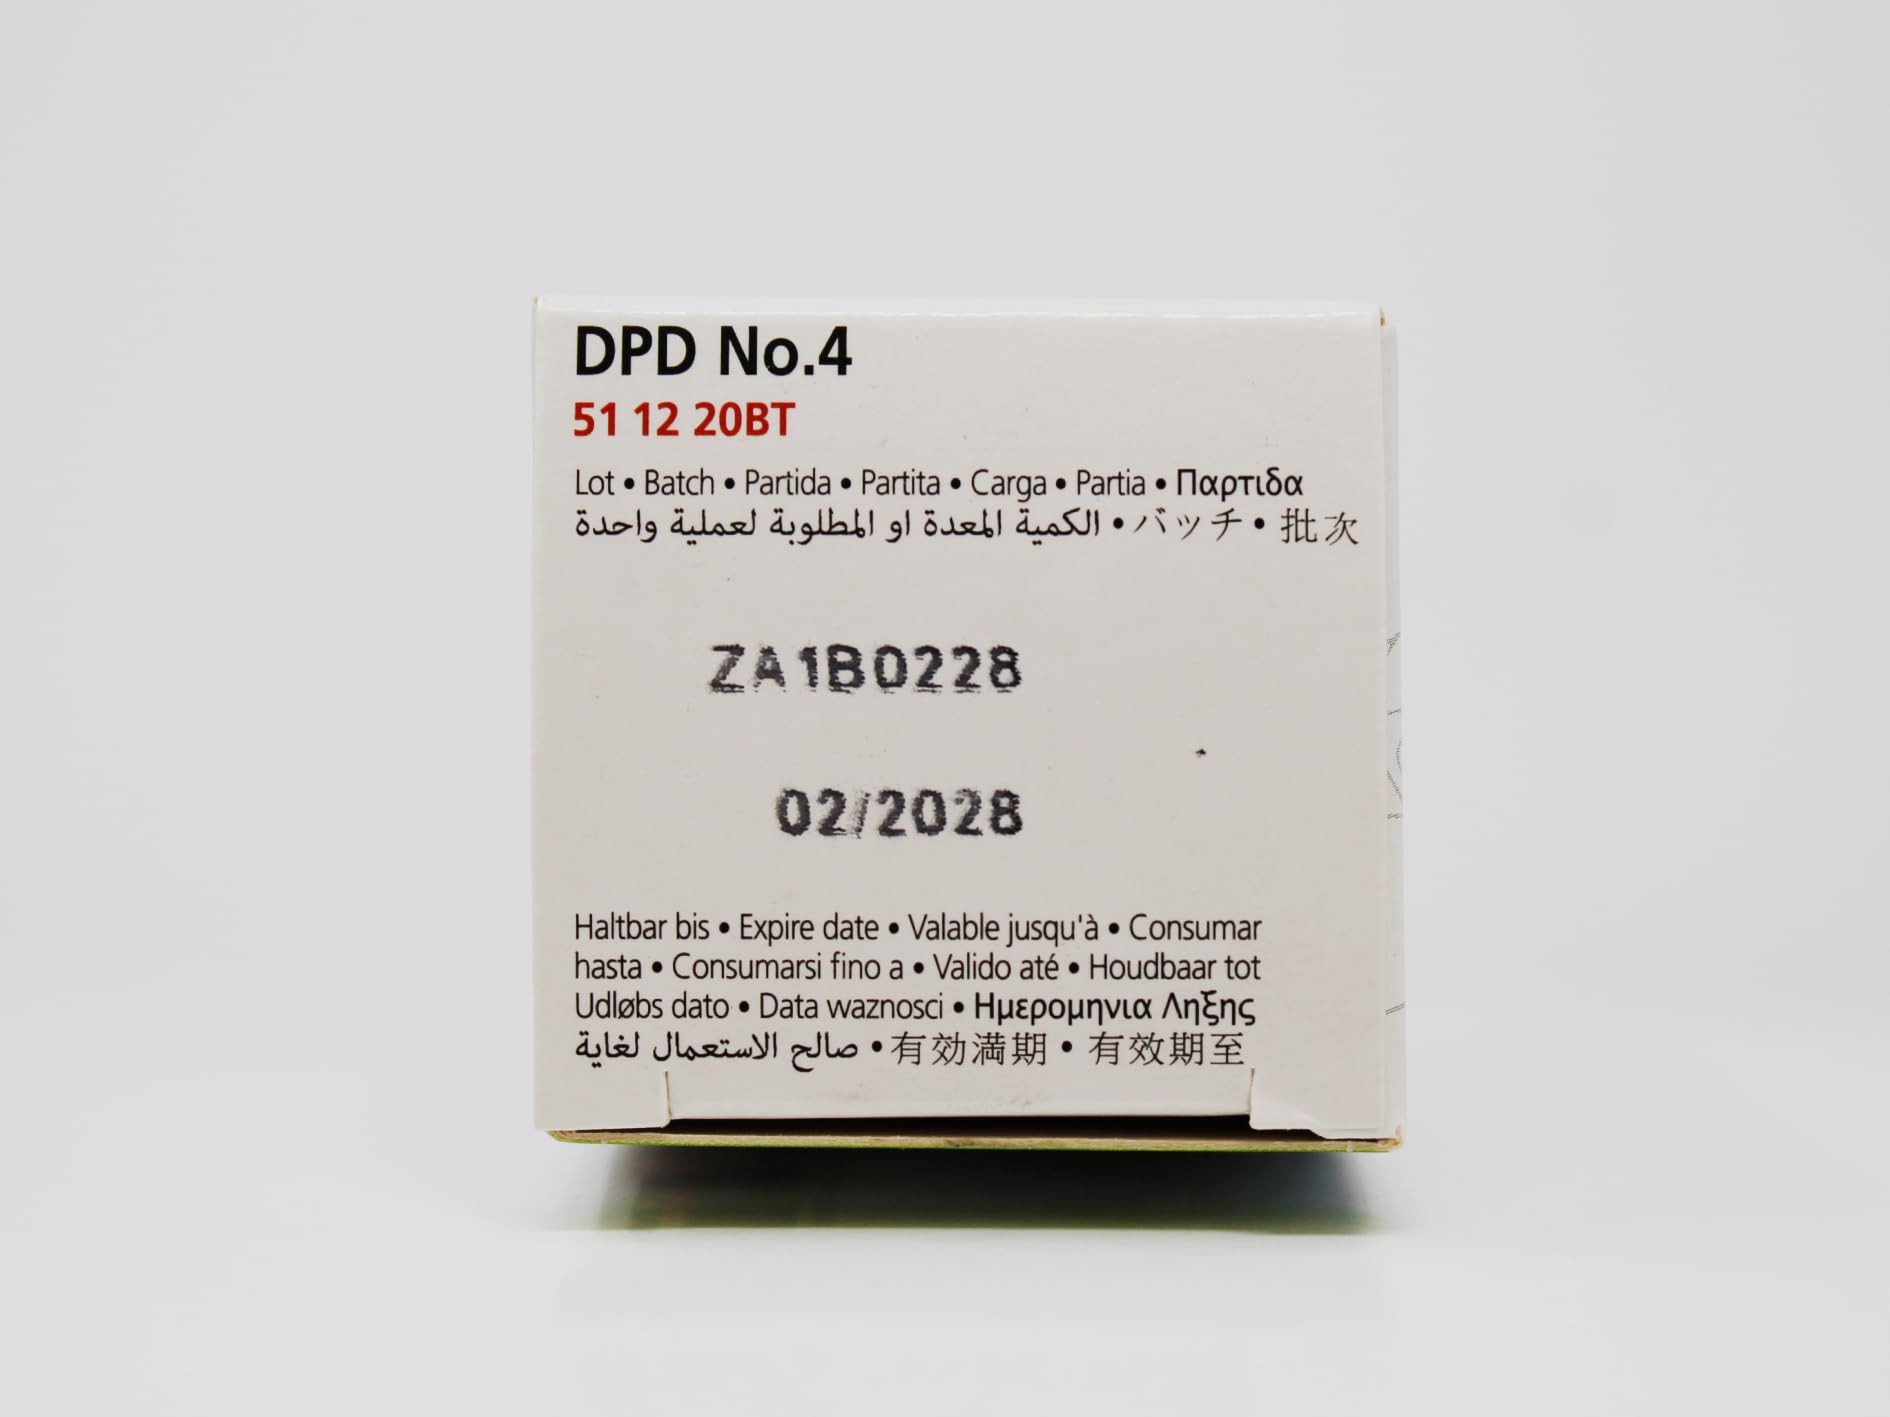 DPD No.4
51 12 20BT
Lot • Batch • Partida • Partita • Carga • Partia • Παρτιδα
الكمية المعدة او المطلوبة لعملية واحدة • バッチ • 批次
ZA1B0228
02/2028
Haltbar bis • Expire date • Valable jusqu'à • Consumar
hasta • Consumarsi fino a • Valido até • Houdbaar tot
Udløbs dato • Data waznosci • Ημερομηνια Ληξης
صالح الاستعمال لغاية • 有効満期 • 有效期至